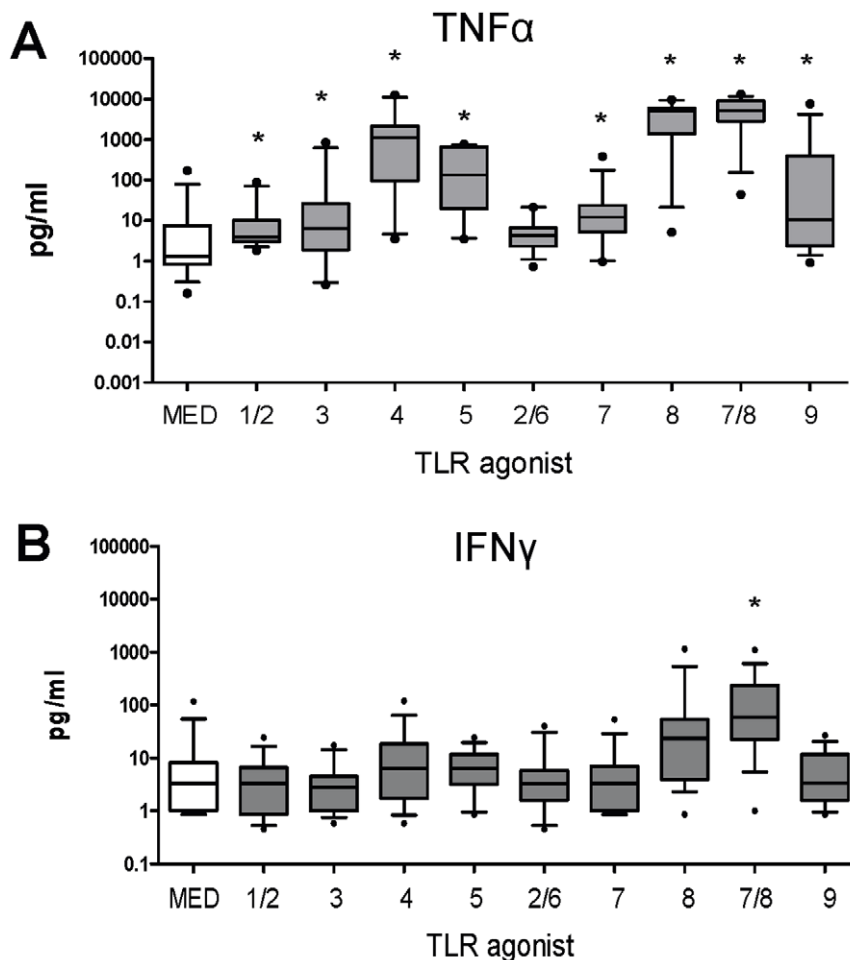 A
TNFα
100000
10000
1000
100
10
1
0.1
0.01
0.001
pg/ml
* * * * * * * *
MED 1/2 3 4 5 2/6 7 8 7/8 9
TLR agonist
B
IFNγ
100000
10000
1000
100
10
1
0.1
pg/ml
*
MED 1/2 3 4 5 2/6 7 8 7/8 9
TLR agonist